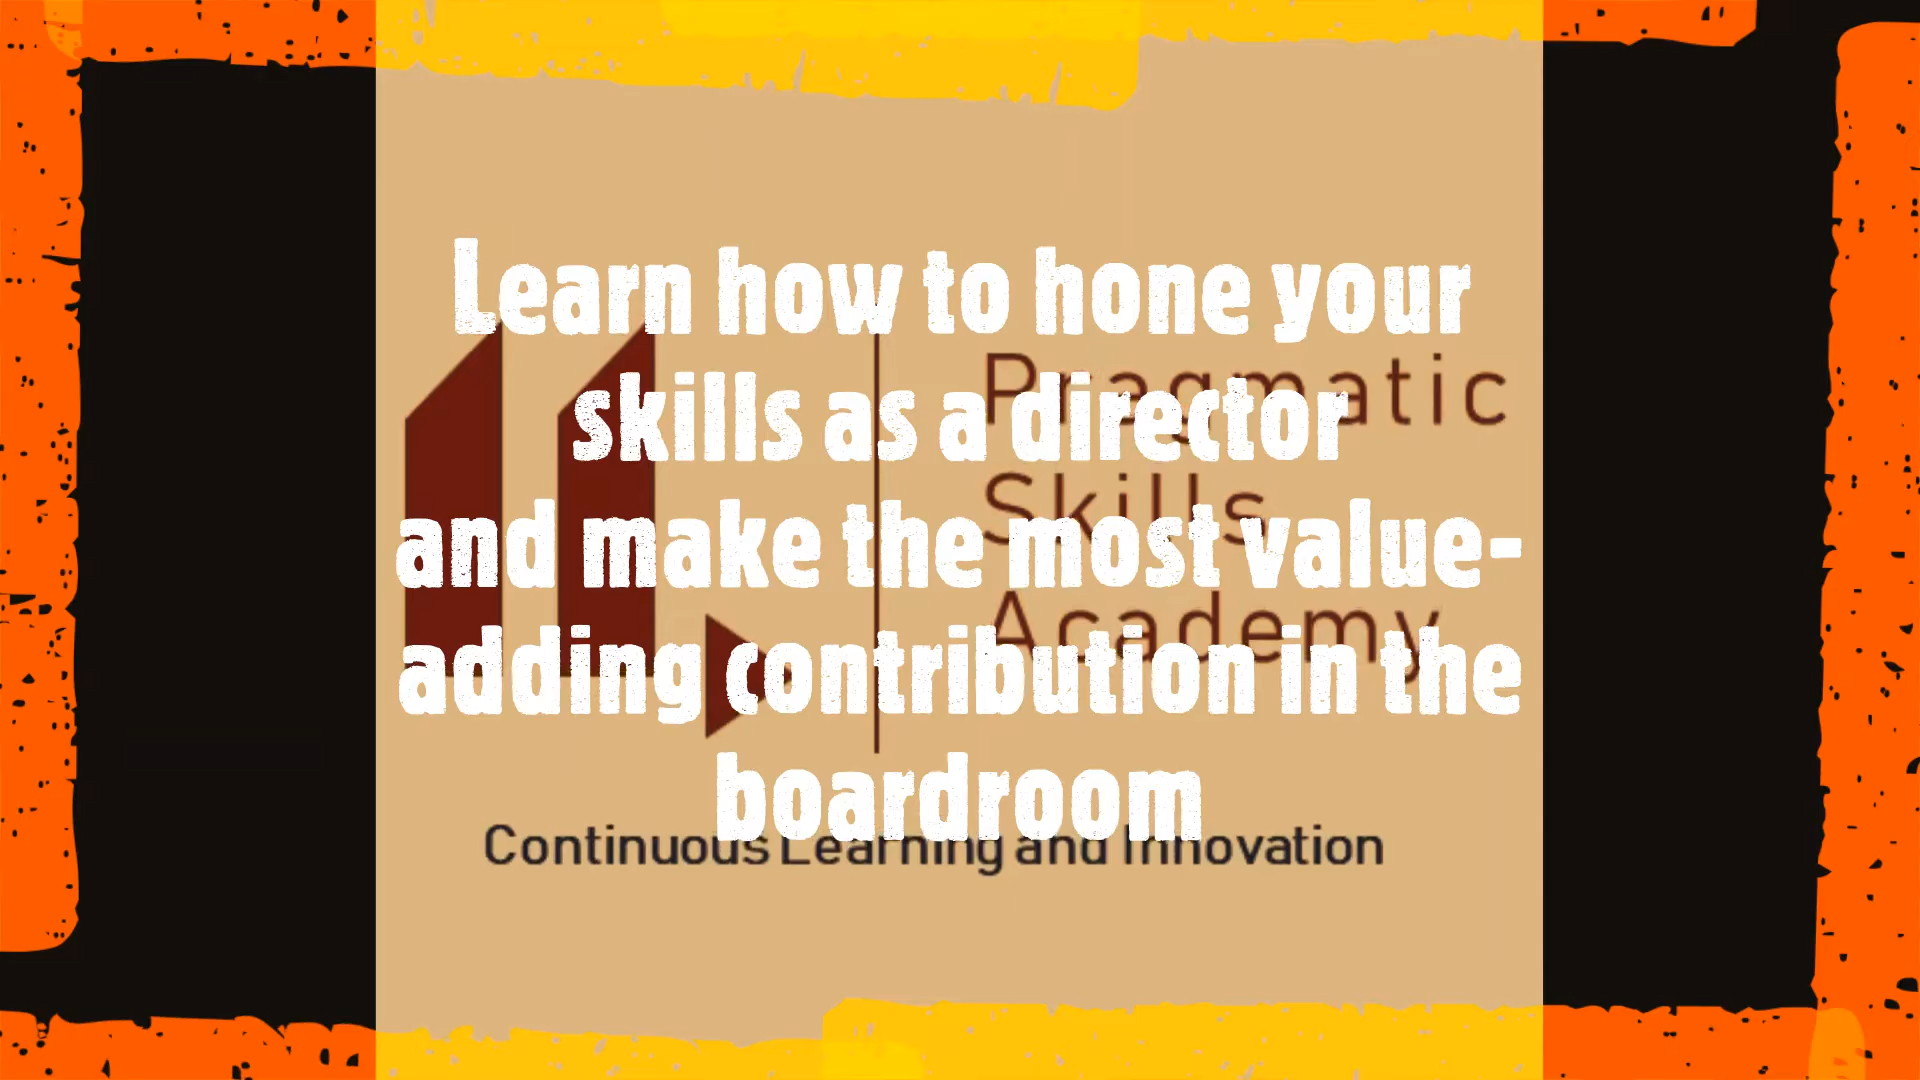 Learn how to hone your
skills as a director
and make the most value-
adding contribution in the
boardroom
Pragmatic
Skills
Academy
Continuous Learning and Innovation